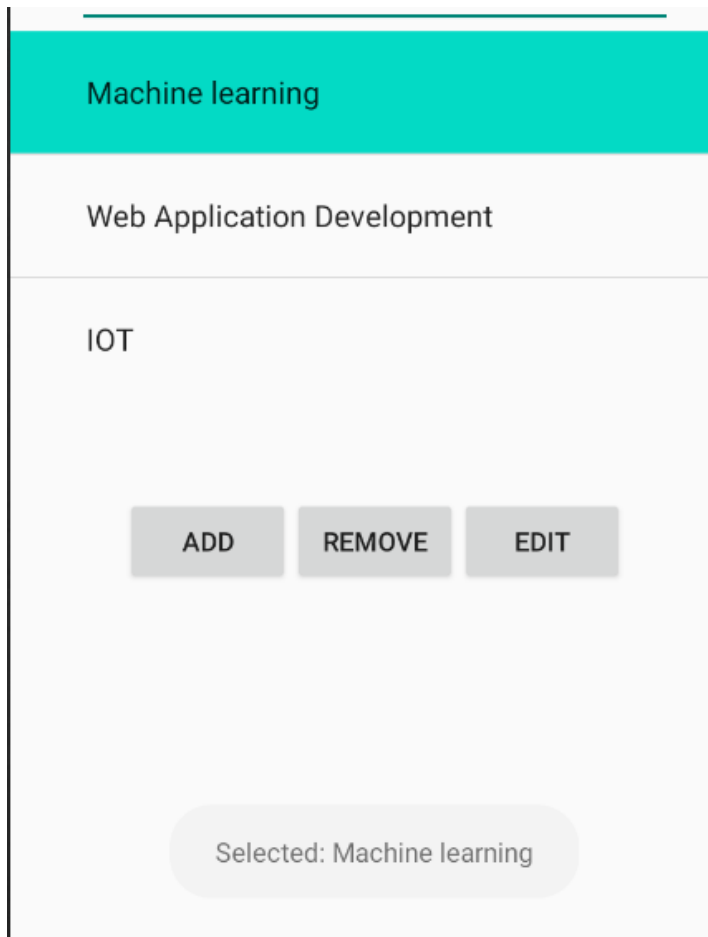 Machine learning
Web Application Development
IOT
ADD REMOVE EDIT
Selected: Machine learning